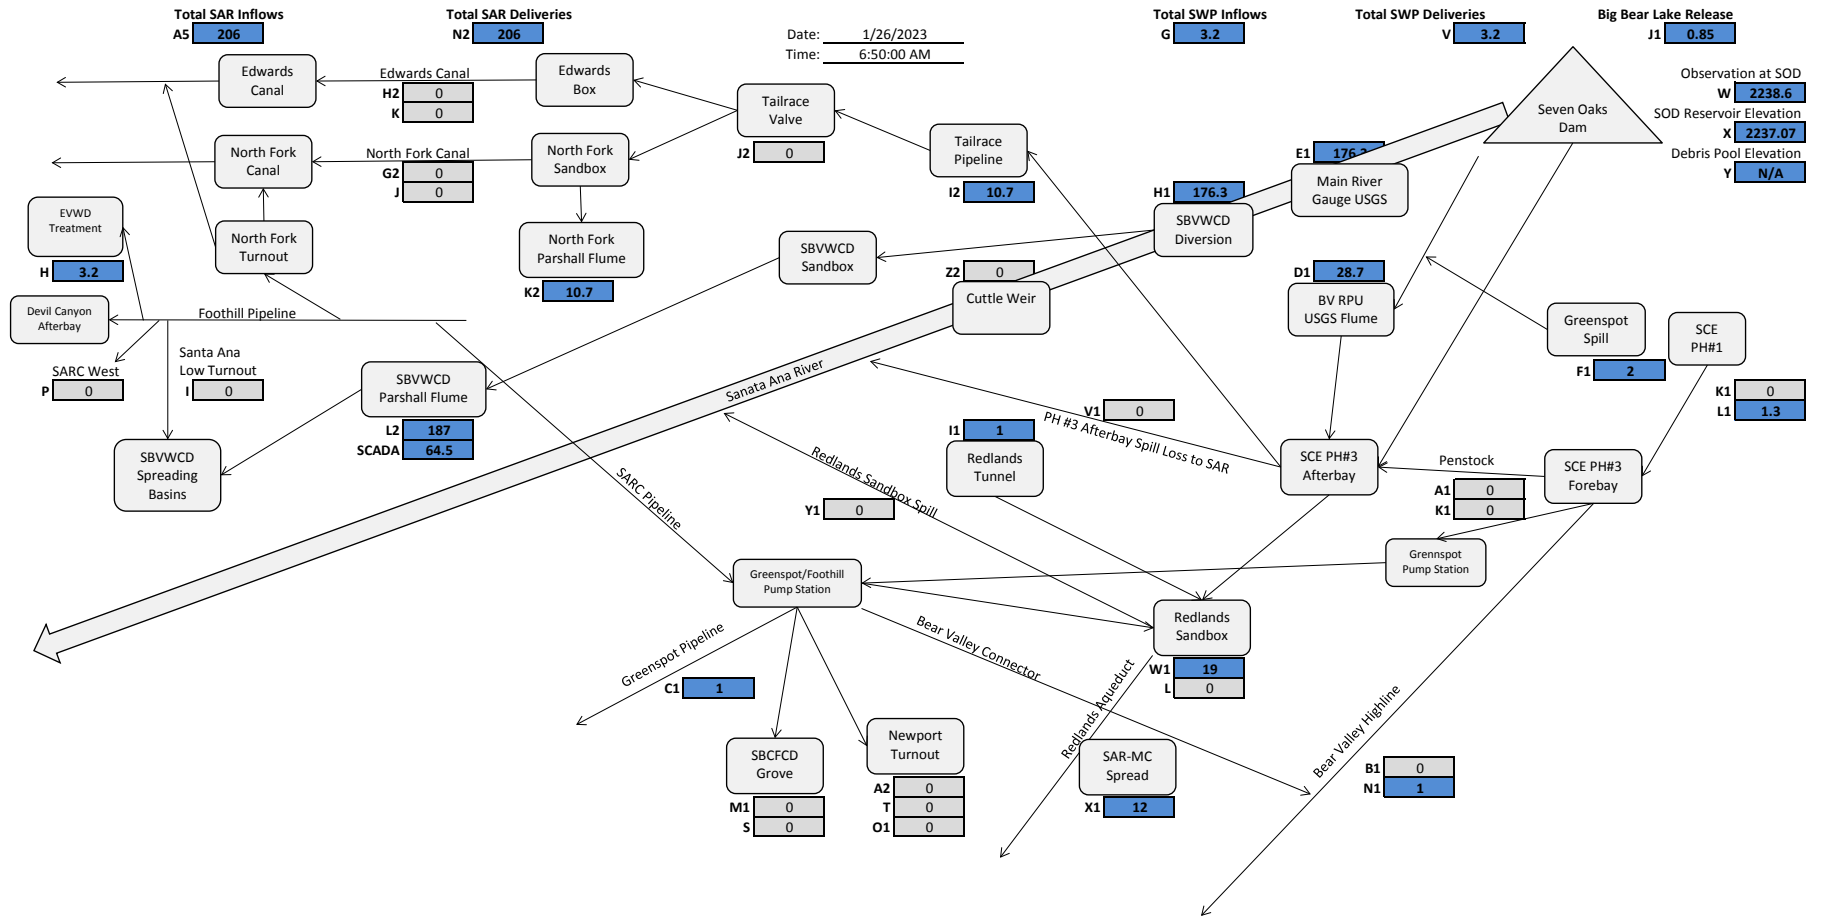 Total SAR Inflows
A5 206
Total SAR Deliveries
N2 206
Date: 1/26/2023
Time: 6:50:00 AM
Total SWP Inflows
G 3.2
Total SWP Deliveries
V 3.2
Big Bear Lake Release
J1 0.85
Observation at SOD
W 2238.6
SOD Reservoir Elevation
X 2237.07
Debris Pool Elevation
Y N/A
Edwards
Canal
Edwards Canal
H2 0
K 0
Edwards
Box
Tailrace
Valve
J2 0
Tailrace
Pipeline
I2 10.7
Seven Oaks
Dam
North Fork
Canal
North Fork Canal
G2 0
J 0
North Fork
Sandbox
E1
Main River
Gauge USGS
H1 176.3
SBVWCD
Diversion
EVWD
Treatment
H 3.2
North Fork
Turnout
North Fork
Parshall Flume
K2 10.7
SBVWCD
Sandbox
Z2 0
Cuttle Weir
D1 28.7
BV RPU
USGS Flume
Greenspot
Spill
F1 2
SCE
PH#1
K1 0
L1 1.3
Devil Canyon
Afterbay
Foothill Pipeline
SARC West
P 0
Santa Ana
Low Turnout
I 0
SBVWCD
Parshall Flume
L2 187
SCADA 64.5
Sanata Ana River
V1 0
PH #3 Afterbay Spill Loss to SAR
I1 1
Redlands
Tunnel
SCE PH#3
Afterbay
Penstock
A1 0
K1 0
SCE PH#3
Forebay
SBVWCD
Spreading
Basins
SARC Pipeline
Redlands Sandbox Spill
Y1 0
Grennspot
Pump Station
Greenspot/Foothill
Pump Station
Redlands
Sandbox
W1 19
L 0
Greenspot Pipeline
C1 1
Bear Valley Connector
Redlands Aqueduct
Bear Valley Highline
SBCFCD
Grove
M1 0
S 0
Newport
Turnout
A2 0
T 0
O1 0
SAR-MC
Spread
X1 12
B1 0
N1 1